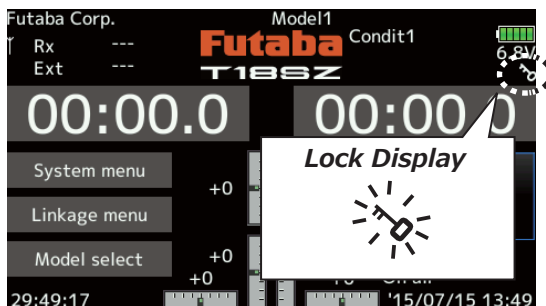 Futaba Corp.
Model1
Rx ---
Ext ---
Futaba
T18SZ
Condit1
6.8V
00:00.0
00:00.0
System menu
Linkage menu
Model select
+0
+0
+0
Lock Display
29:49:17
'15/07/15 13:49